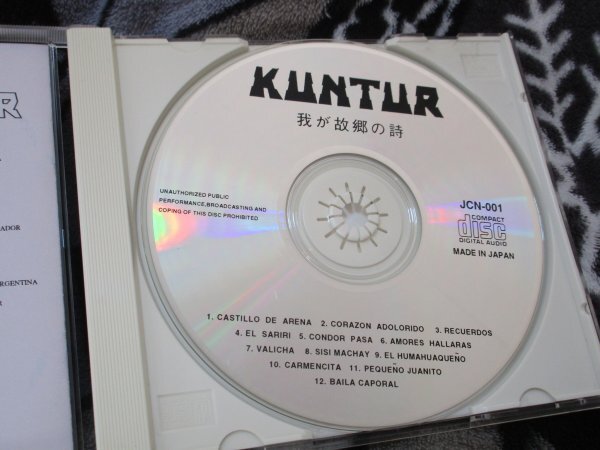 UR
ADOR
ARGENTINA
KUNTUR
我が故郷の詩
UNAUTHORIZED PUBLIC
PERFORMANCE,BROADCASTING AND
COPING OF THIS DISC PROHIBITED
JCN-001
COMPACT
disc
DIGITAL AUDIO
MADE IN JAPAN
1. CASTILLO DE ARENA 2. CORAZON ADOLORIDO 3. RECUERDOS
4. EL SARIRI 5. CONDOR PASA 6. AMORES HALLARAS
7. VALICHA 8. SISI MACHAY 9. EL HUMAHUAQUEÑO
10. CARMENCITA 11. PEQUEÑO JUANITO
12. BAILA CAPORAL